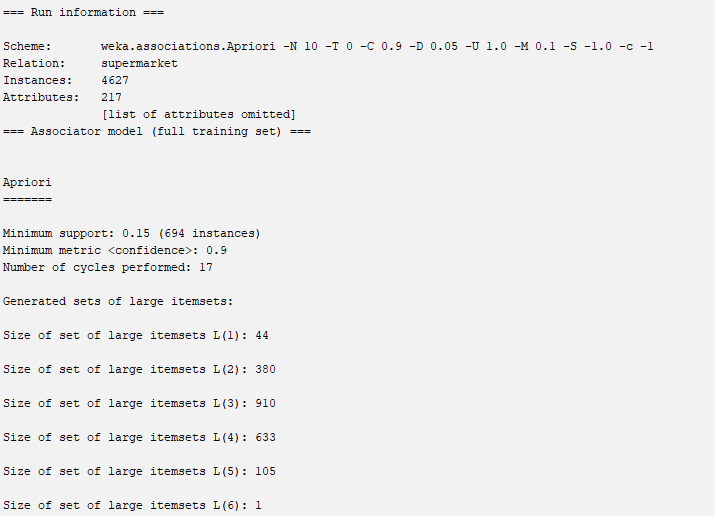 === Run information ===
Scheme: weka.associations.Apriori -N 10 -T 0 -C 0.9 -D 0.05 -U 1.0 -M 0.1 -S -1.0 -c -1
Relation: supermarket
Instances: 4627
Attributes: 217
[list of attributes omitted]
=== Associator model (full training set) ===
Apriori
=======
Minimum support: 0.15 (694 instances)
Minimum metric <confidence>: 0.9
Number of cycles performed: 17
Generated sets of large itemsets:
Size of set of large itemsets L(1): 44
Size of set of large itemsets L(2): 380
Size of set of large itemsets L(3): 910
Size of set of large itemsets L(4): 633
Size of set of large itemsets L(5): 105
Size of set of large itemsets L(6): 1